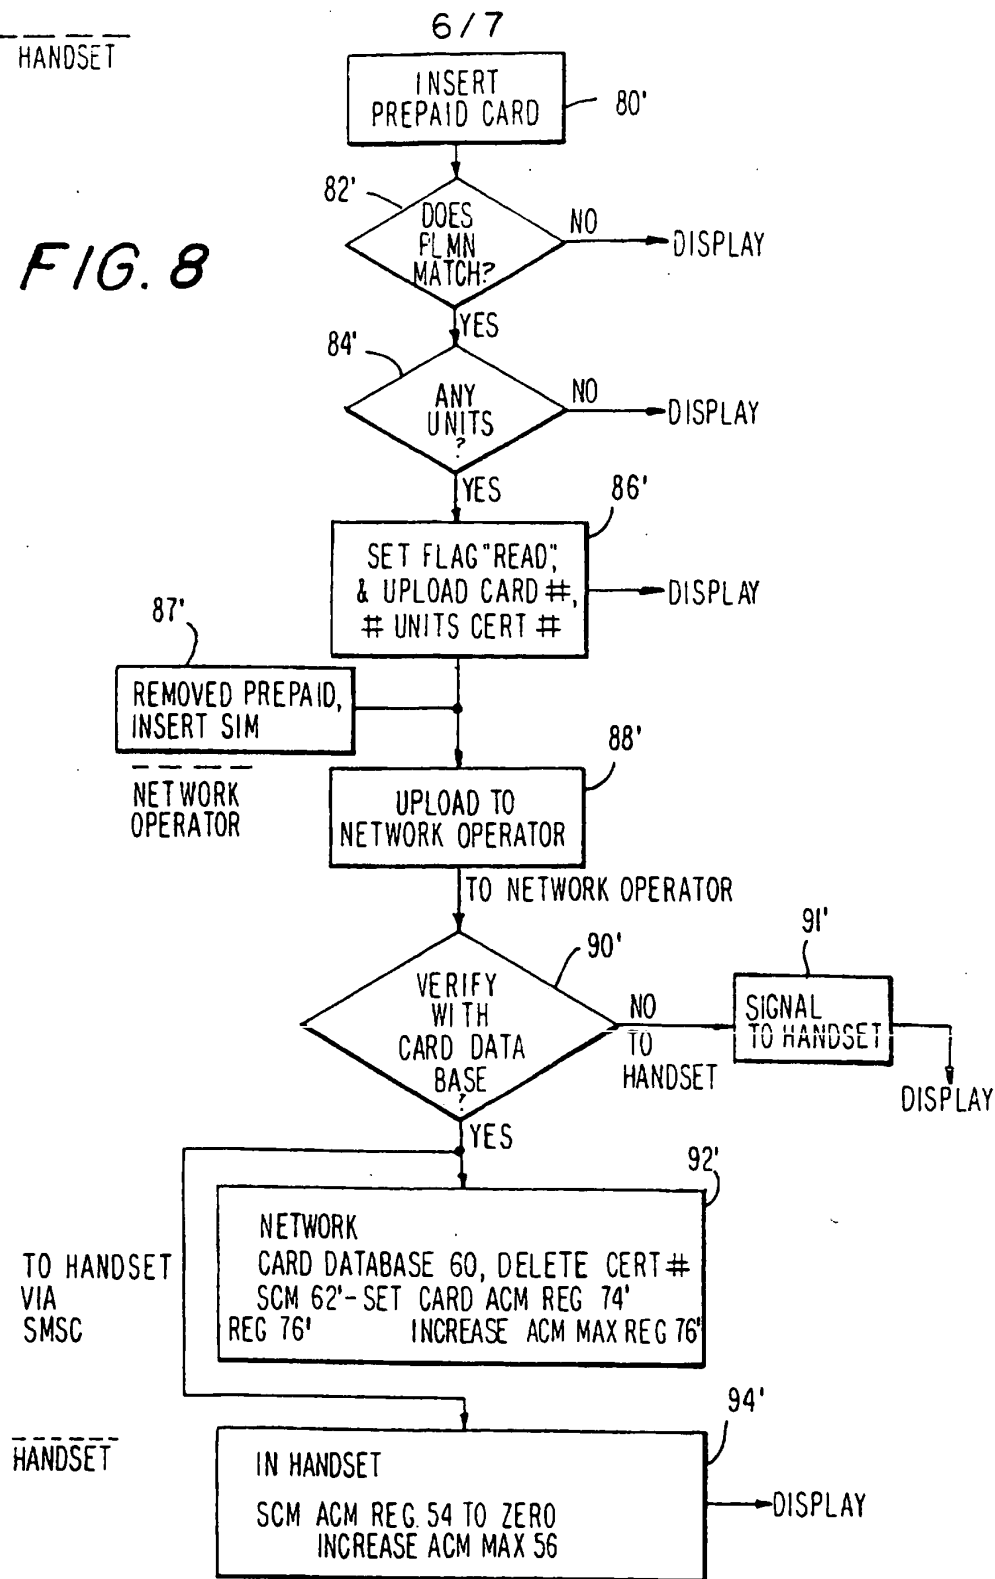 6/7
HANDSET
INSERT
PREPAID CARD
80'
82'
DOES
PLMN
MATCH?
NO
DISPLAY
FIG. 8
YES
84'
ANY
UNITS
?
NO
DISPLAY
YES
86'
SET FLAG "READ",
& UPLOAD CARD #,
# UNITS CERT #
DISPLAY
87'
REMOVED PREPAID,
INSERT SIM
88'
NETWORK
OPERATOR
UPLOAD TO
NETWORK OPERATOR
TO NETWORK OPERATOR
90'
VERIFY
WITH
CARD DATA
BASE
?
NO
TO
HANDSET
91'
SIGNAL
TO HANDSET
DISPLAY
YES
92'
NETWORK
CARD DATABASE 60, DELETE CERT #
SCM 62'-SET CARD ACM REG 74'
REG 76' INCREASE ACM MAX REG 76'
TO HANDSET
VIA
SMSC
94'
HANDSET
IN HANDSET
SCM ACM REG. 54 TO ZERO
INCREASE ACM MAX 56
DISPLAY